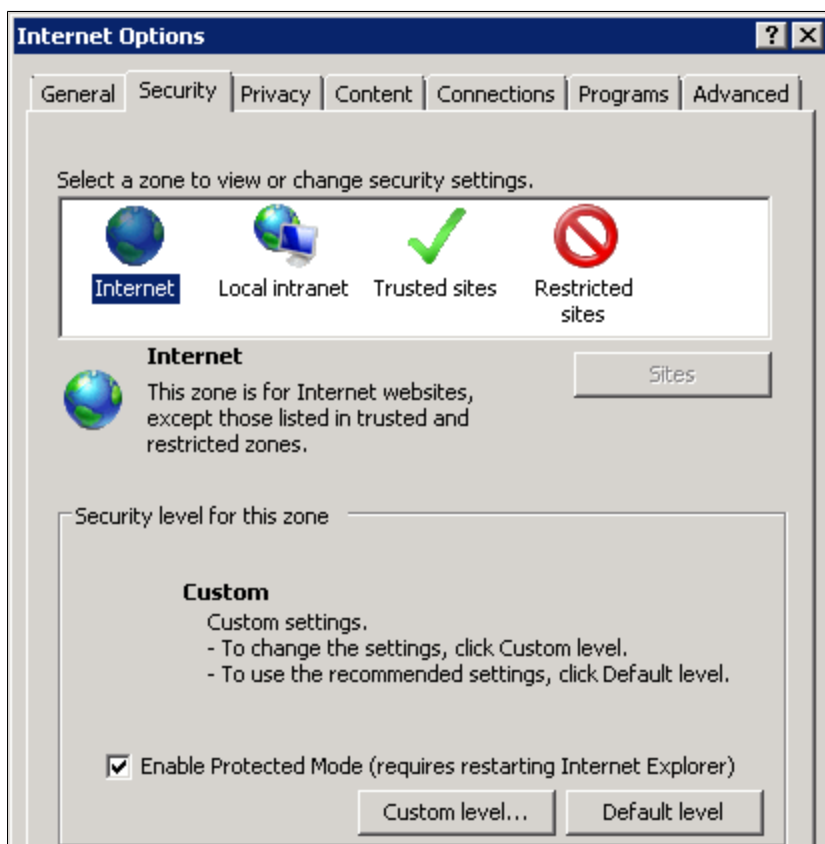 Internet Options
General Security Privacy Content Connections Programs Advanced
Select a zone to view or change security settings.
Internet Local intranet Trusted sites Restricted
sites
Internet
Sites
This zone is for Internet websites,
except those listed in trusted and
restricted zones.
Security level for this zone
Custom
Custom settings.
- To change the settings, click Custom level.
- To use the recommended settings, click Default level.
Enable Protected Mode (requires restarting Internet Explorer)
Custom level... Default level